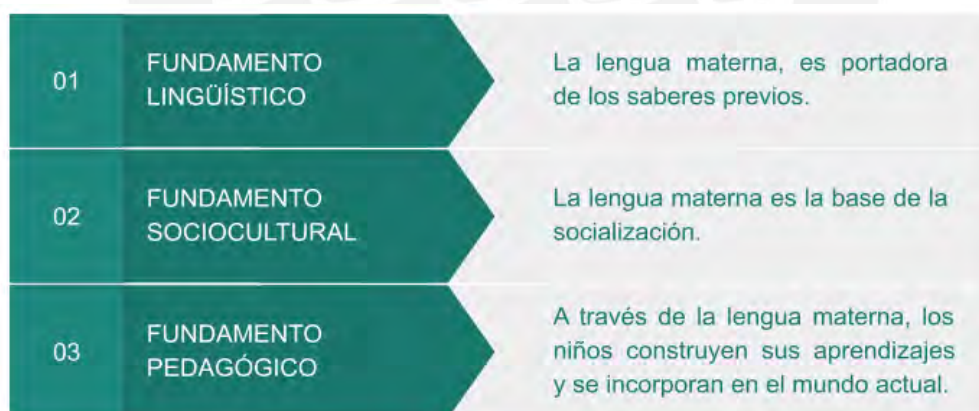 01
FUNDAMENTO
LINGÜÍSTICO
La lengua materna, es portadora
de los saberes previos.
02
FUNDAMENTO
SOCIOCULTURAL
La lengua materna es la base de la
socialización.
03
FUNDAMENTO
PEDAGÓGICO
A través de la lengua materna, los
niños construyen sus aprendizajes
y se incorporan en el mundo actual.